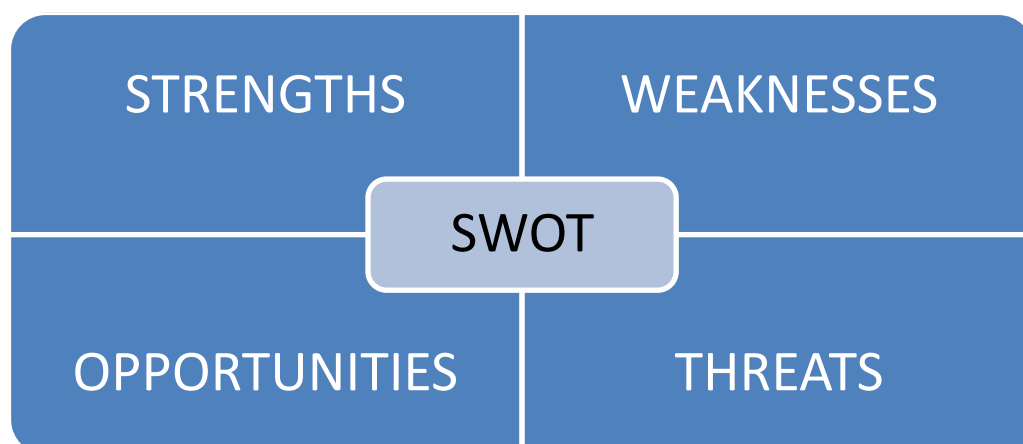 STRENGTHS
WEAKNESSES
SWOT
OPPORTUNITIES
THREATS